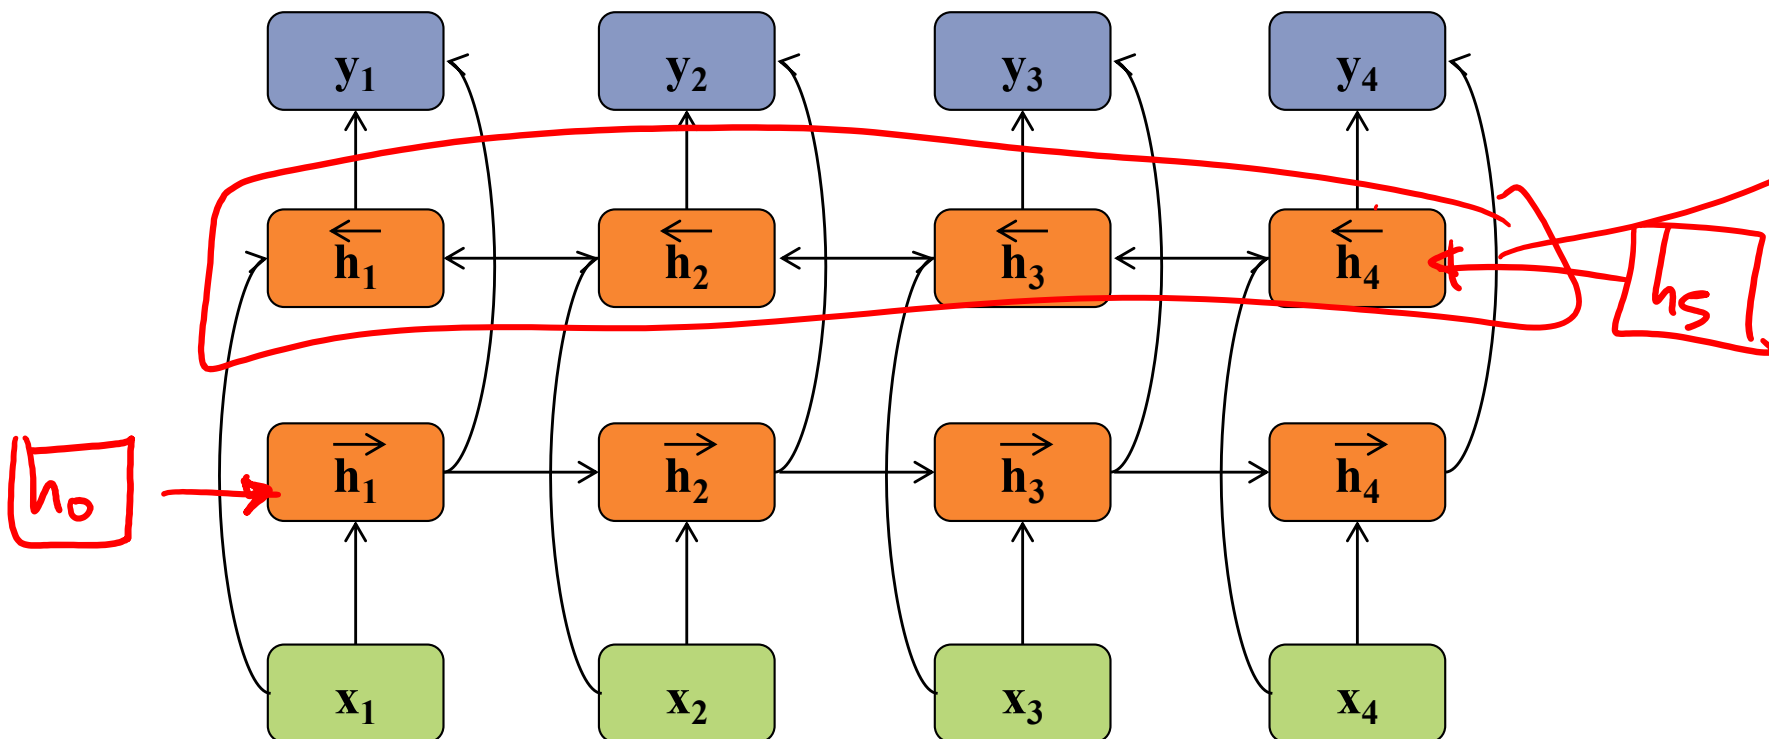 y₁ y₂ y₃ y₄
←h₁ ←h₂ ←h₃ ←h₄ h₅
h₀ →h₁ →h₂ →h₃ →h₄
x₁ x₂ x₃ x₄